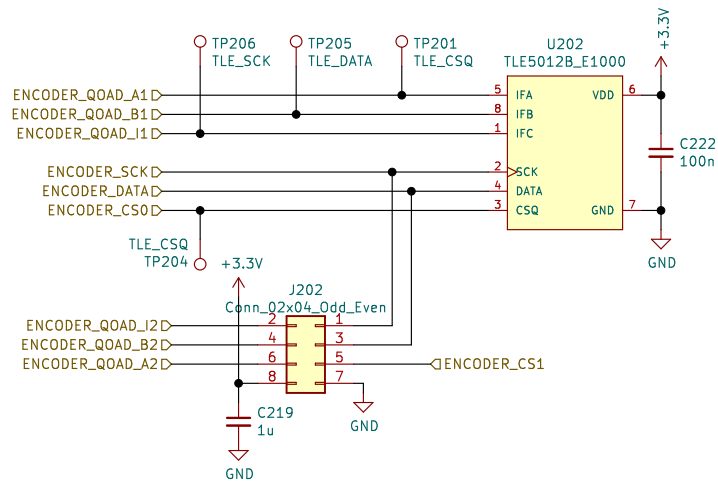 TP206
TLE_SCK
TP205
TLE_DATA
TP201
TLE_CSQ
U202
TLE5012B_E1000
+3.3V
ENCODER_QOAD_A1
5
IFA
VDD
6
ENCODER_QOAD_B1
8
IFB
ENCODER_QOAD_I1
1
IFC
C222
100n
ENCODER_SCK
2
SCK
ENCODER_DATA
4
DATA
ENCODER_CS0
3
CSQ
GND
7
GND
TLE_CSQ
TP204
+3.3V
J202
Conn_02x04_Odd_Even
ENCODER_QOAD_I2
2
1
ENCODER_QOAD_B2
4
3
ENCODER_QOAD_A2
6
5
ENCODER_CS1
8
7
C219
1u
GND
GND